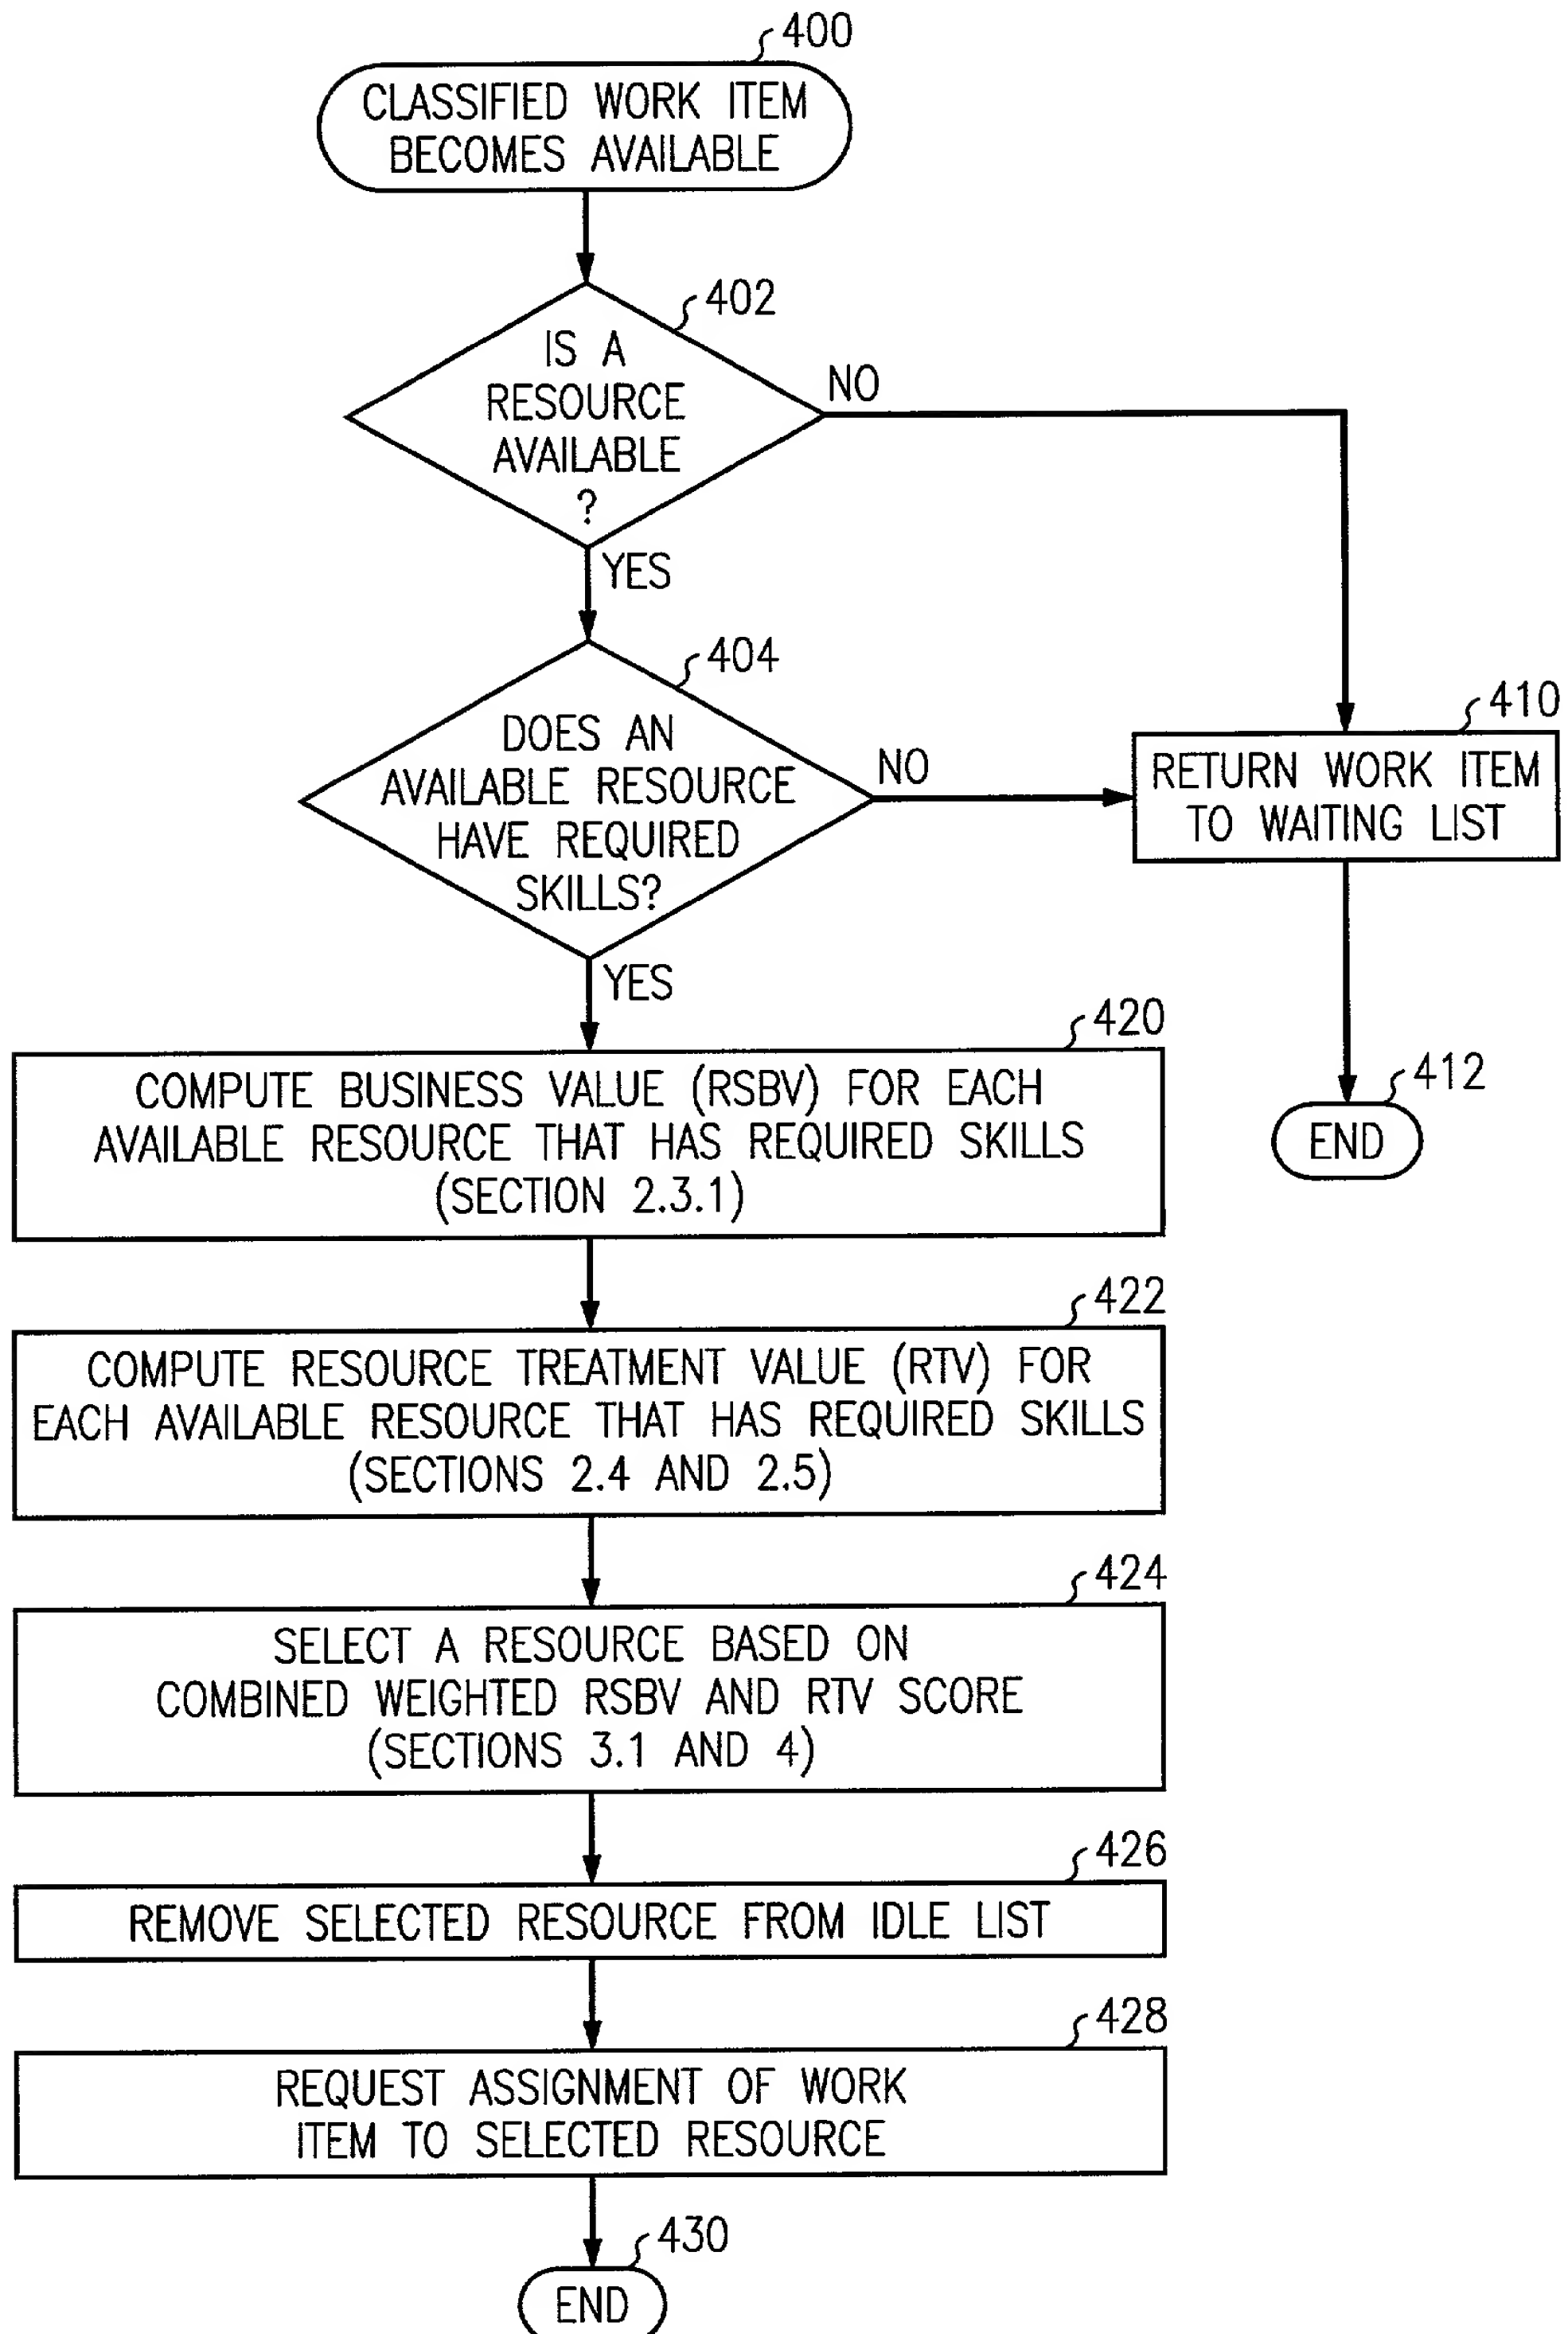 400
CLASSIFIED WORK ITEM
BECOMES AVAILABLE
402
IS A
RESOURCE
AVAILABLE
?
NO
YES
404
DOES AN
AVAILABLE RESOURCE
HAVE REQUIRED
SKILLS?
NO
YES
410
RETURN WORK ITEM
TO WAITING LIST
412
END
420
COMPUTE BUSINESS VALUE (RSBV) FOR EACH
AVAILABLE RESOURCE THAT HAS REQUIRED SKILLS
(SECTION 2.3.1)
422
COMPUTE RESOURCE TREATMENT VALUE (RTV) FOR
EACH AVAILABLE RESOURCE THAT HAS REQUIRED SKILLS
(SECTIONS 2.4 AND 2.5)
424
SELECT A RESOURCE BASED ON
COMBINED WEIGHTED RSBV AND RTV SCORE
(SECTIONS 3.1 AND 4)
426
REMOVE SELECTED RESOURCE FROM IDLE LIST
428
REQUEST ASSIGNMENT OF WORK
ITEM TO SELECTED RESOURCE
430
END